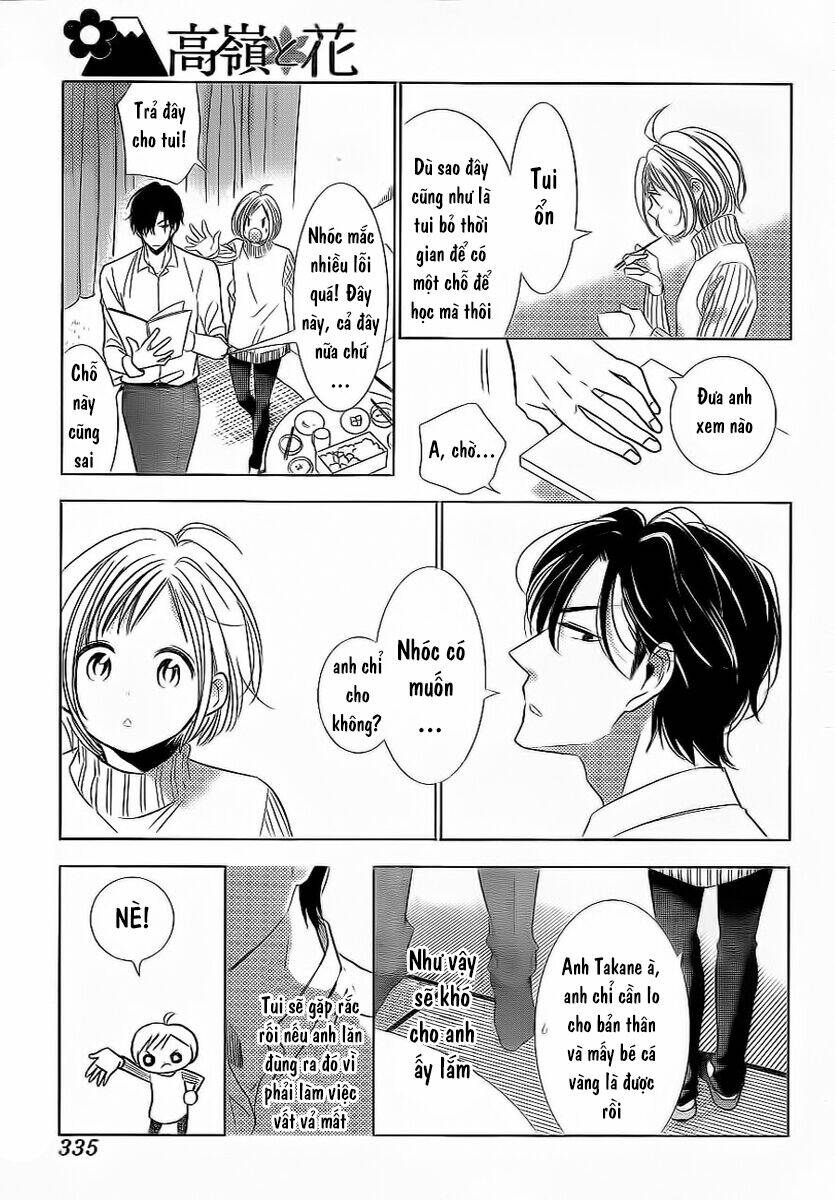 高嶺と花
Tui
ổn
Dù sao đây
cũng như là
tui bỏ thời
gian để có
một chỗ để
học mà thôi
Đưa anh
xem nào
A, chờ...
Trả đây
cho tui!
Nhóc mắc
nhiều lỗi
quá! Đây
này, cả đây
nữa chứ
...
Chỗ
này
cũng
sai
Nhóc có
muốn
...
anh chỉ
cho
không?
Anh Takane à,
anh chỉ cần lo
cho bản thân
và mấy bé cá
vàng là được
rồi
Như vậy
sẽ khó
cho anh
ấy lắm
Tui sẽ gặp rắc
rối nếu anh lăn
đùng ra đó vì
phải làm việc
vất vả mất
NÈ!
335